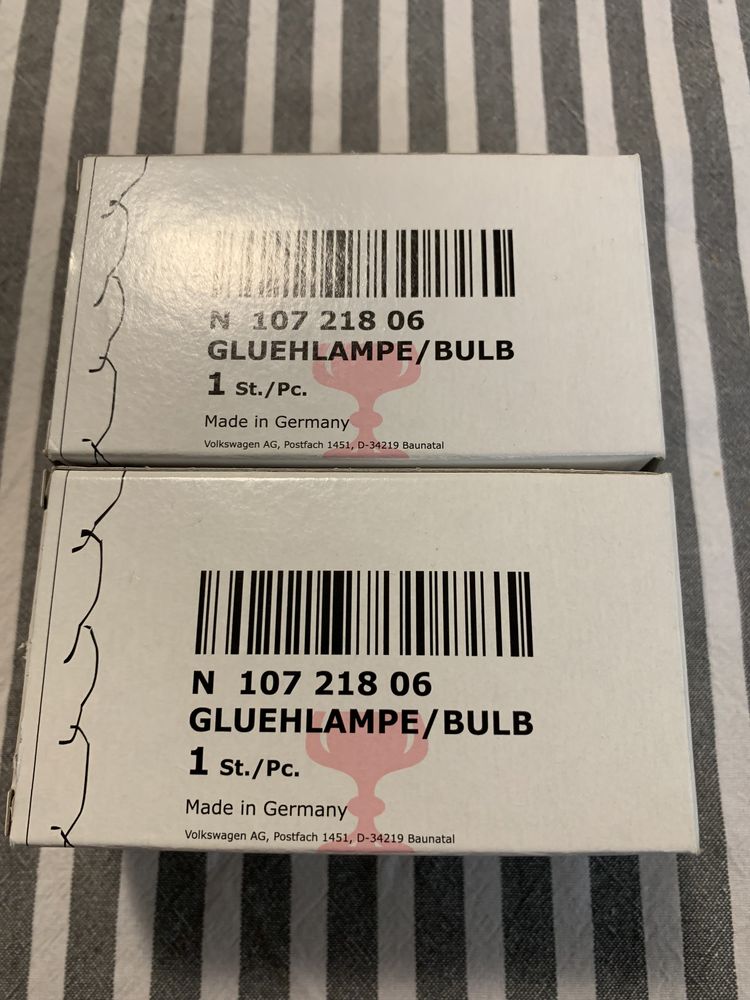 N 107 218 06
GLUEHLAMPE/BULB
1 St./Pc.
Made in Germany
Volkswagen AG, Postfach 1451, D-34219 Baunatal
N 107 218 06
GLUEHLAMPE/BULB
1 St./Pc.
Made in Germany
Volkswagen AG, Postfach 1451, D-34219 Baunatal